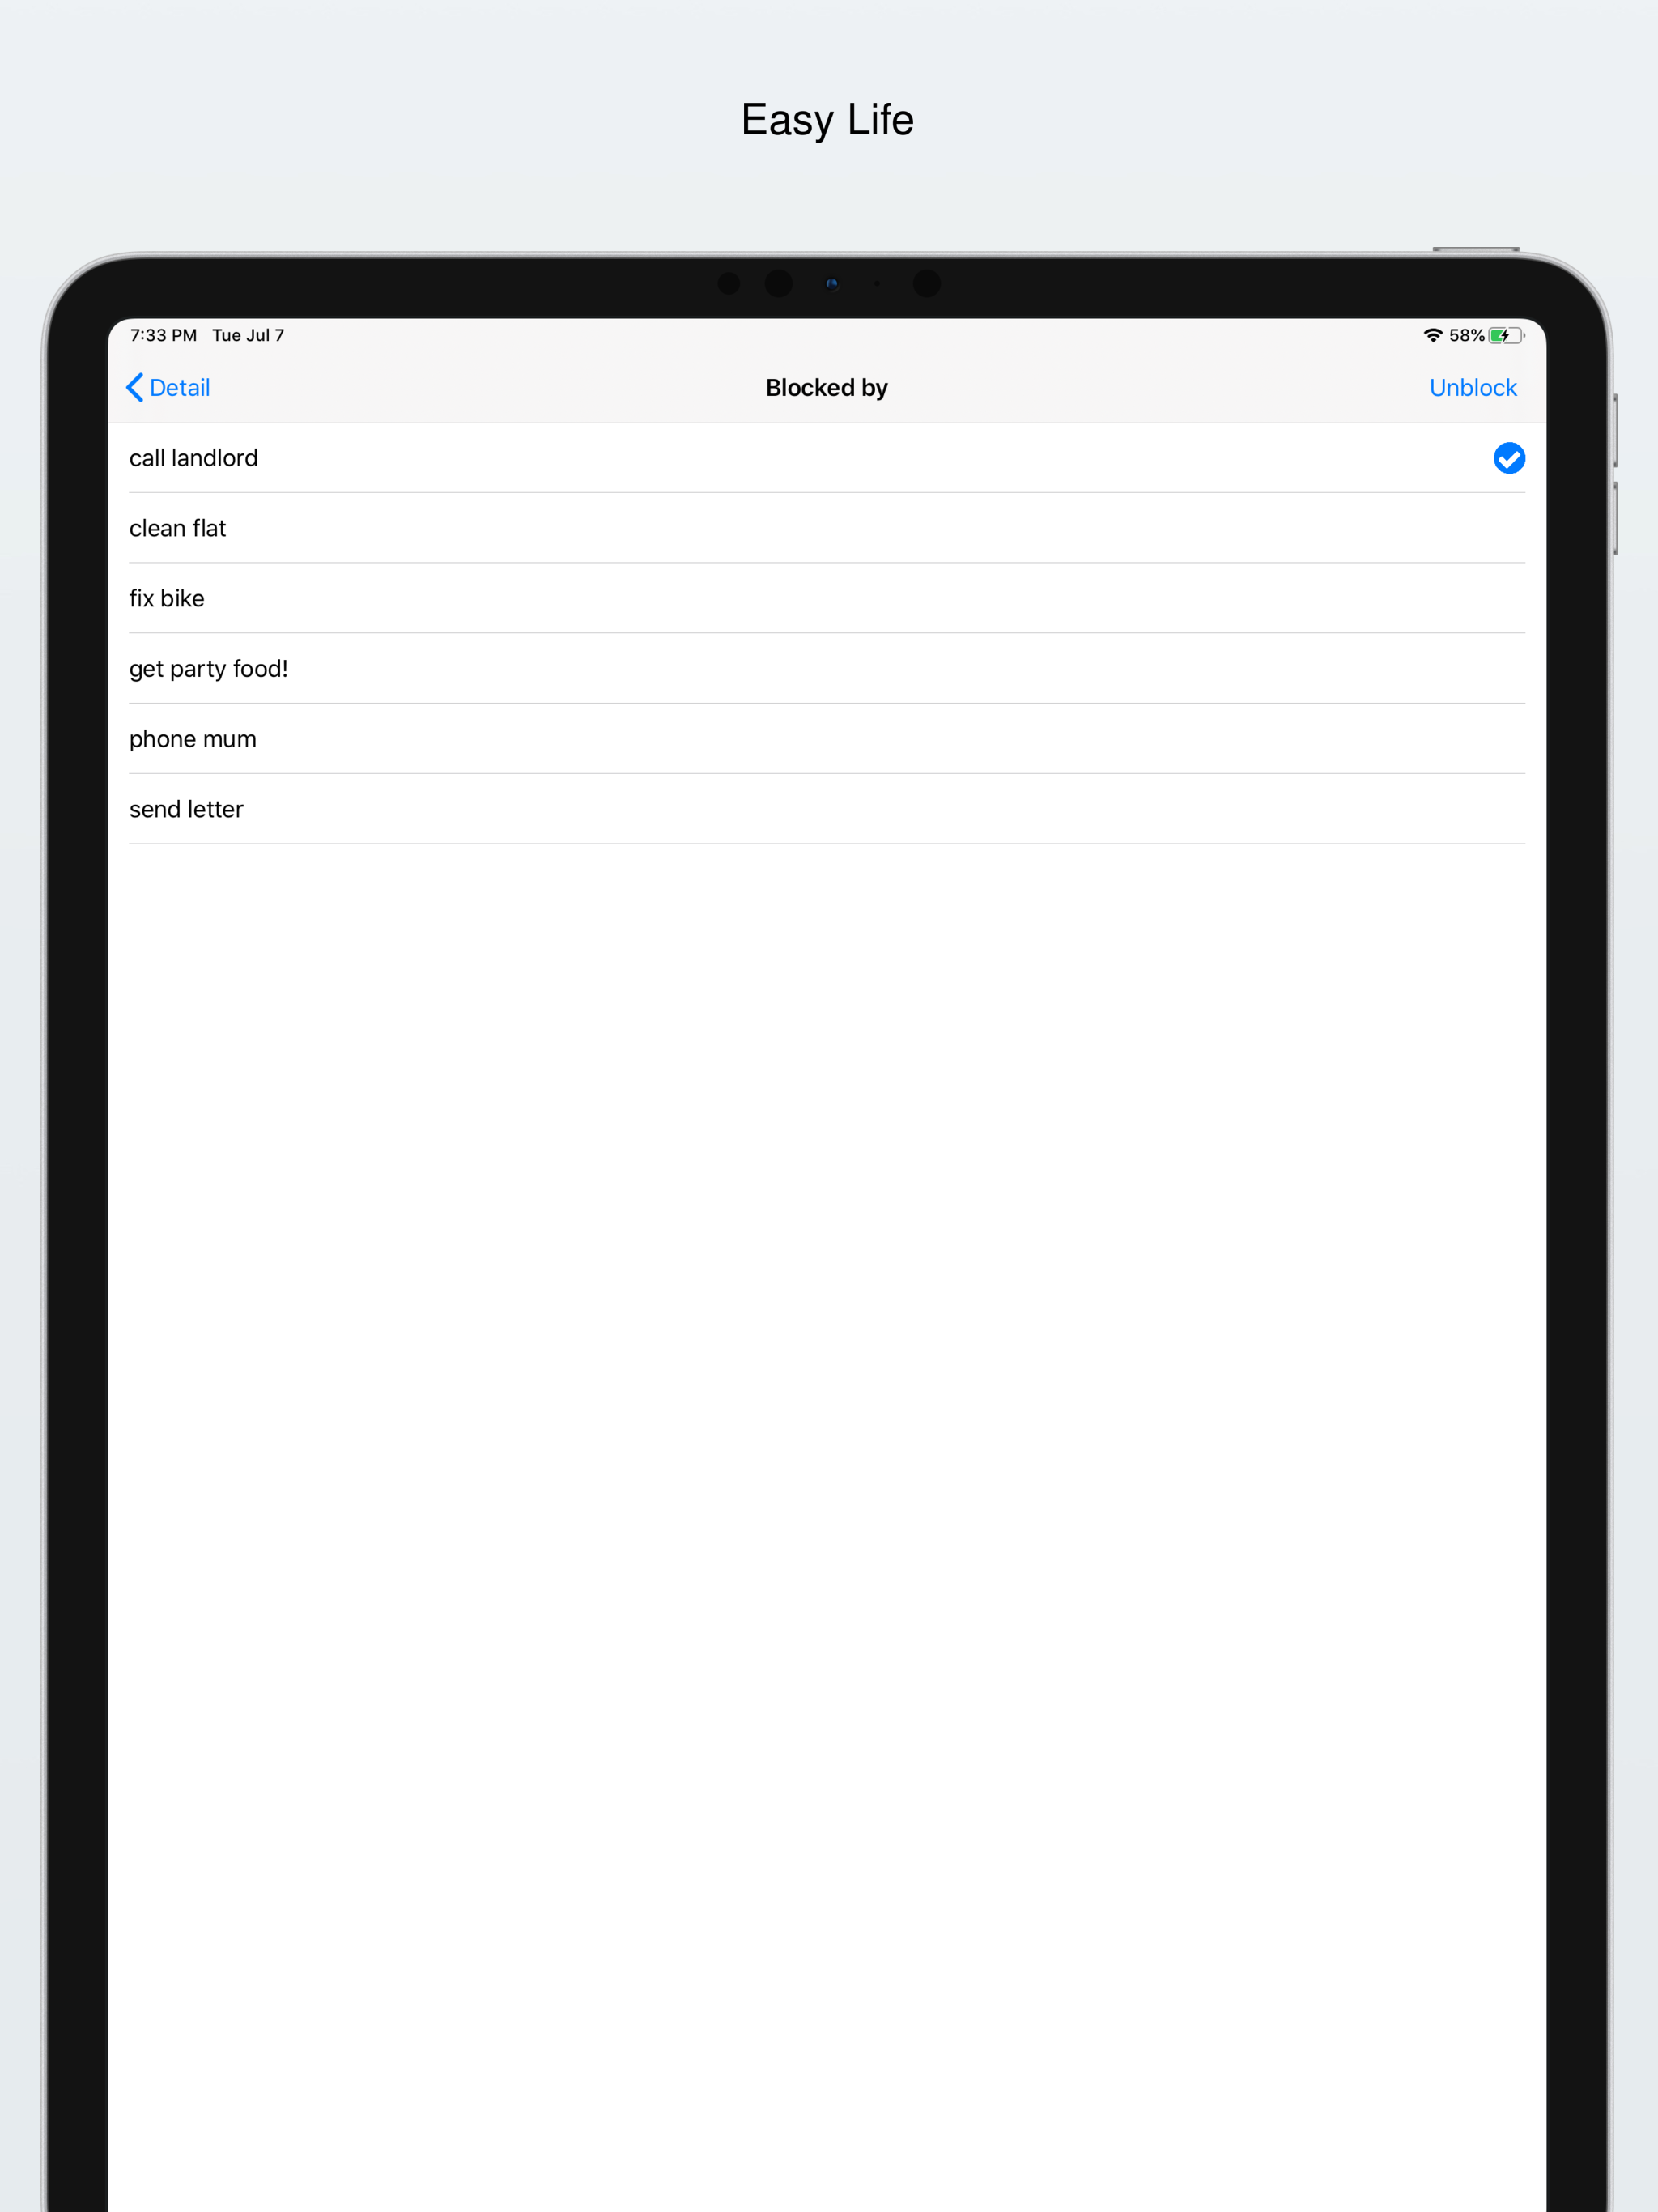 Easy Life
7:33 PM Tue Jul 7 58%
Detail Blocked by Unblock
call landlord
clean flat
fix bike
get party food!
phone mum
send letter